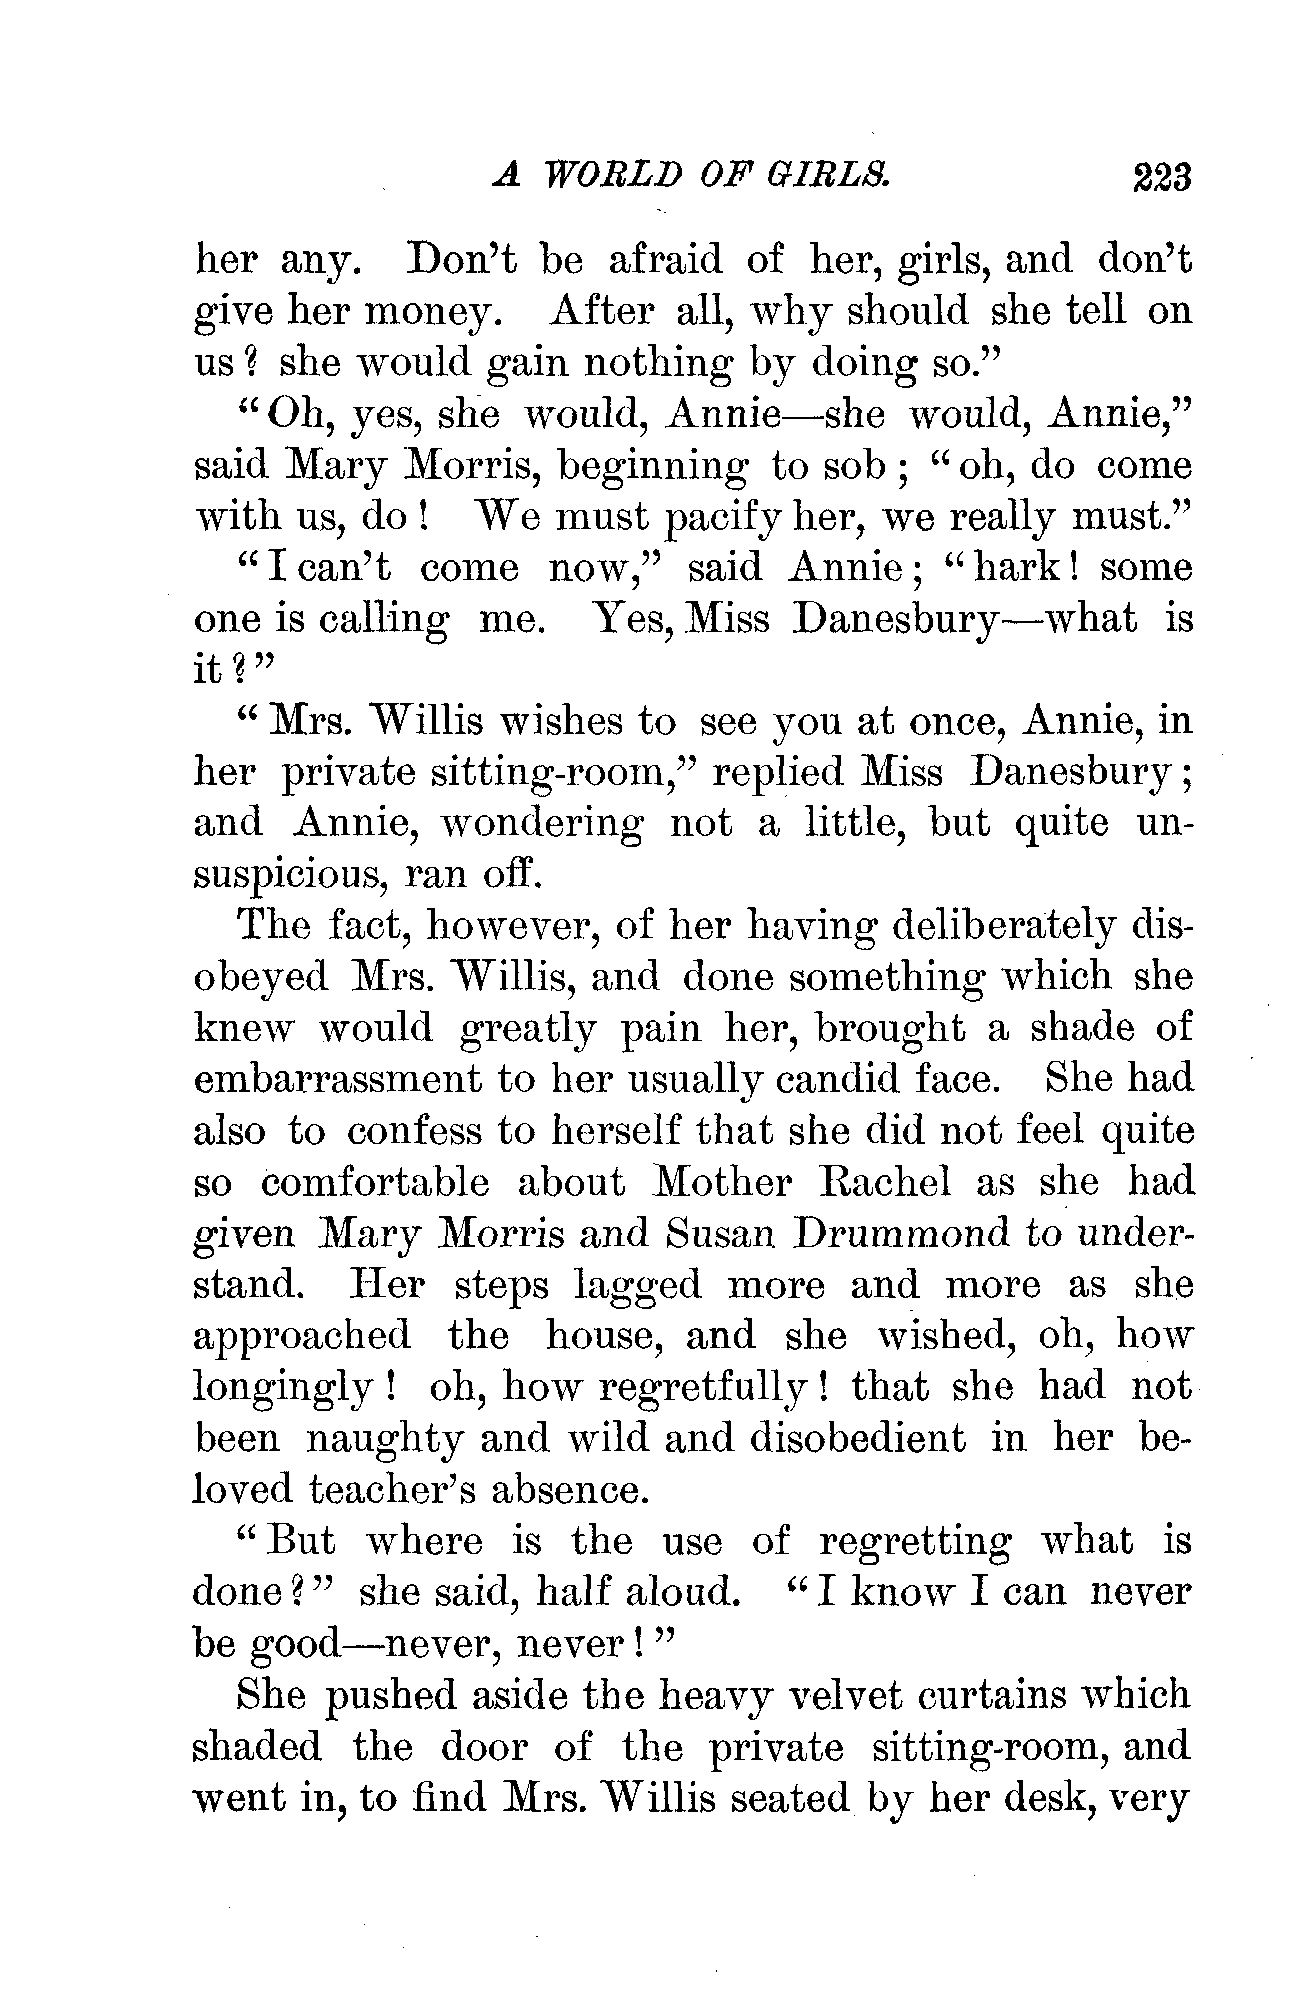 A WORLD OF GIRLS. 223
her any. Don't be afraid of her, girls, and don't
give her money. After all, why should she tell on
us? she would gain nothing by doing so."
"Oh, yes, she would, Annie—she would, Annie,"
said Mary Morris, beginning to sob; "oh, do come
with us, do! We must pacify her, we really must."
"I can't come now," said Annie; "hark! some
one is calling me. Yes, Miss Danesbury—what is
it?"
"Mrs. Willis wishes to see you at once, Annie, in
her private sitting-room," replied Miss Danesbury;
and Annie, wondering not a little, but quite un-
suspicious, ran off.
The fact, however, of her having deliberately dis-
obeyed Mrs. Willis, and done something which she
knew would greatly pain her, brought a shade of
embarrassment to her usually candid face. She had
also to confess to herself that she did not feel quite
so comfortable about Mother Rachel as she had
given Mary Morris and Susan Drummond to under-
stand. Her steps lagged more and more as she
approached the house, and she wished, oh, how
longingly! oh, how regretfully! that she had not
been naughty and wild and disobedient in her be-
loved teacher's absence.
"But where is the use of regretting what is
done?" she said, half aloud. "I know I can never
be good—never, never!"
She pushed aside the heavy velvet curtains which
shaded the door of the private sitting-room, and
went in, to find Mrs. Willis seated by her desk, very